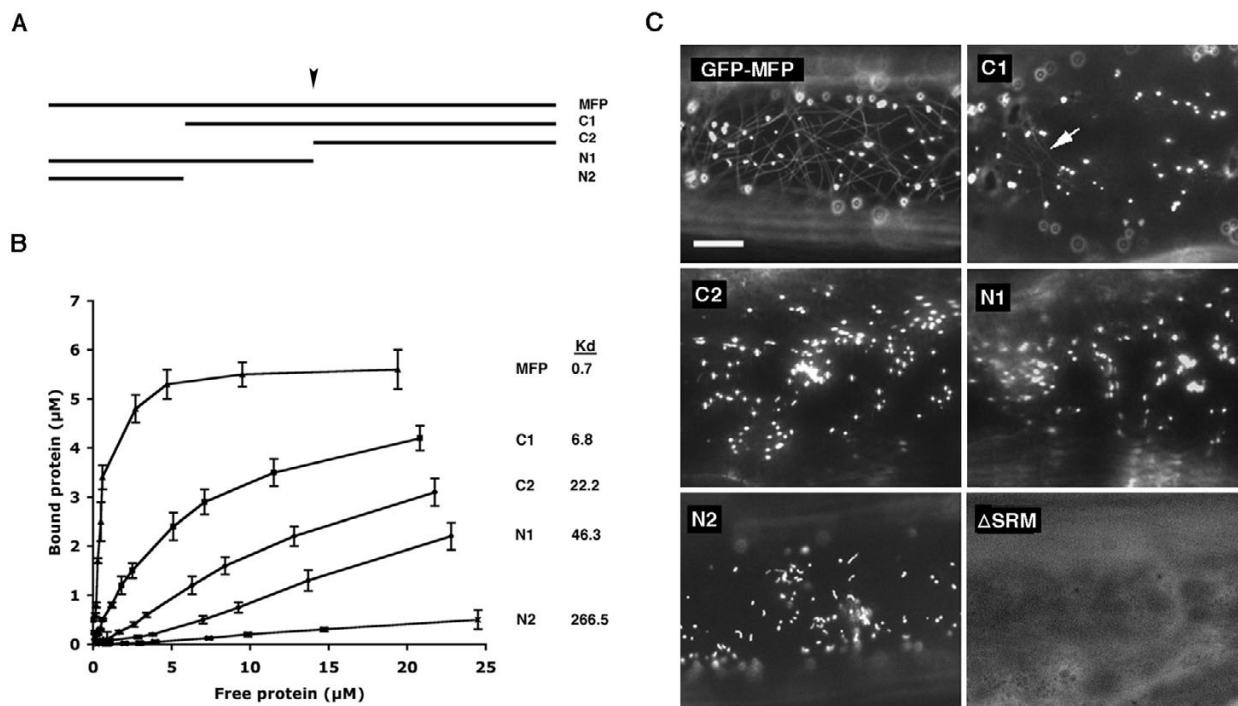 A
MFP
C1
C2
N1
N2
B
Bound protein (µM)
7
6
5
4
3
2
1
0
0
5
10
15
20
25
Free protein (µM)
Kd
MFP 0.7
C1 6.8
C2 22.2
N1 46.3
N2 266.5
C
GFP-MFP
C1
C2
N1
N2
ΔSRM